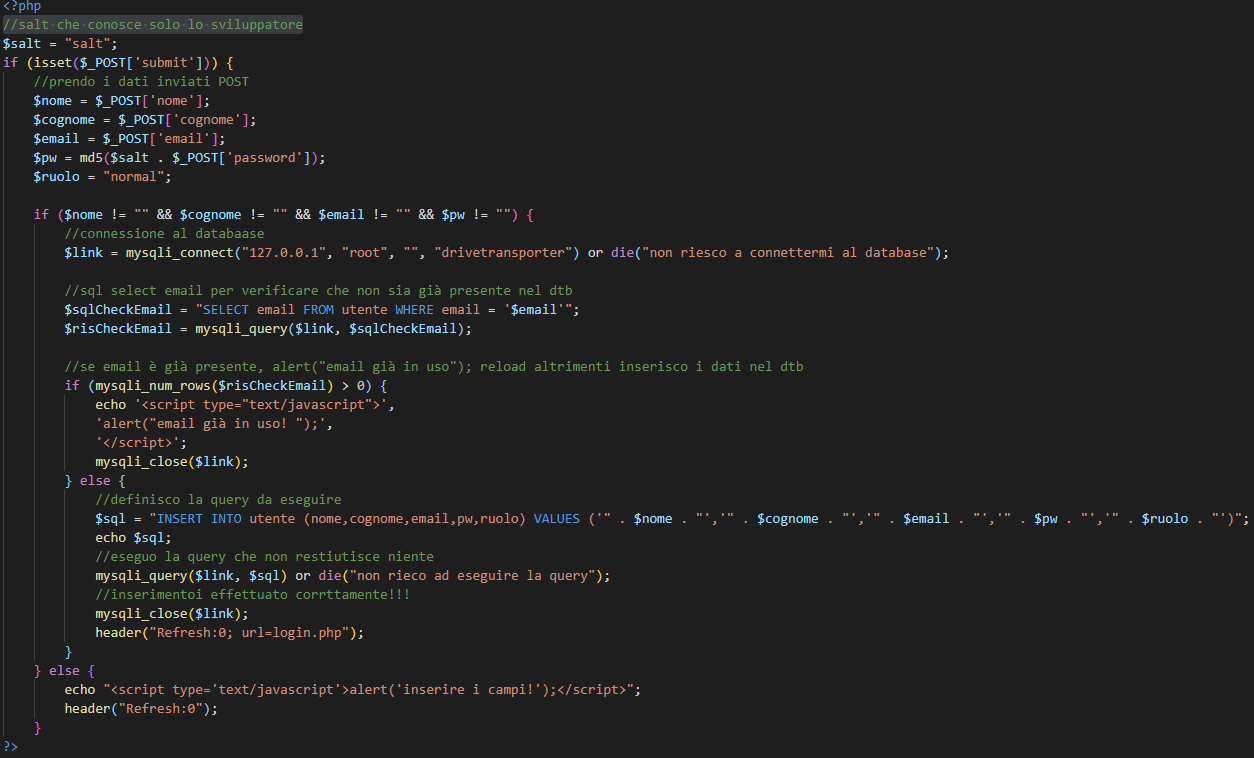 <?php
//salt che conosce solo lo sviluppatore
$salt = "salt";
if (isset($_POST['submit'])) {
//prendo i dati inviati POST
$nome = $_POST['nome'];
$cognome = $_POST['cognome'];
$email = $_POST['email'];
$pw = md5($salt . $_POST['password']);
$ruolo = "normal";
if ($nome != "" && $cognome != "" && $email != "" && $pw != "") {
//connessione al databaase
$link = mysqli_connect("127.0.0.1", "root", "", "drivetransporter") or die("non riesco a connettermi al database");
//sql select email per verificare che non sia già presente nel dtb
$sqlCheckEmail = "SELECT email FROM utente WHERE email = '$email'";
$risCheckEmail = mysqli_query($link, $sqlCheckEmail);
//se email è già presente, alert("email già in uso"); reload altrimenti inserisco i dati nel dtb
if (mysqli_num_rows($risCheckEmail) > 0) {
echo '<script type="text/javascript">',
'alert("email già in uso! ");',
'</script>';
mysqli_close($link);
} else {
//definisco la query da eseguire
$sql = "INSERT INTO utente (nome,cognome,email,pw,ruolo) VALUES ('" . $nome . "','" . $cognome . "','" . $email . "','" . $pw . "','" . $ruolo . "')";
echo $sql;
//eseguo la query che non restiutisce niente
mysqli_query($link, $sql) or die("non rieco ad eseguire la query");
//inserimentoi effettuato corrttamente!!!
mysqli_close($link);
header("Refresh:0; url=login.php");
}
} else {
echo "<script type='text/javascript'>alert('inserire i campi!');</script>";
header("Refresh:0");
}
?>